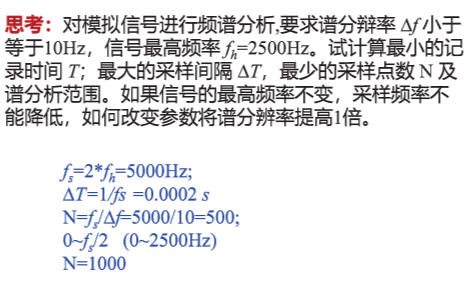 思考：对模拟信号进行频谱分析,要求谱分辩率 Δf 小于
等于10Hz，信号最高频率 fh=2500Hz。试计算最小的记
录时间 T；最大的采样间隔 ΔT，最少的采样点数 N 及
谱分析范围。如果信号的最高频率不变，采样频率不
能降低，如何改变参数将谱分辨率提高1倍。
fs=2*fh=5000Hz;
ΔT=1/fs =0.0002 s
N=fs/Δf=5000/10=500;
0~fs/2 (0~2500Hz)
N=1000